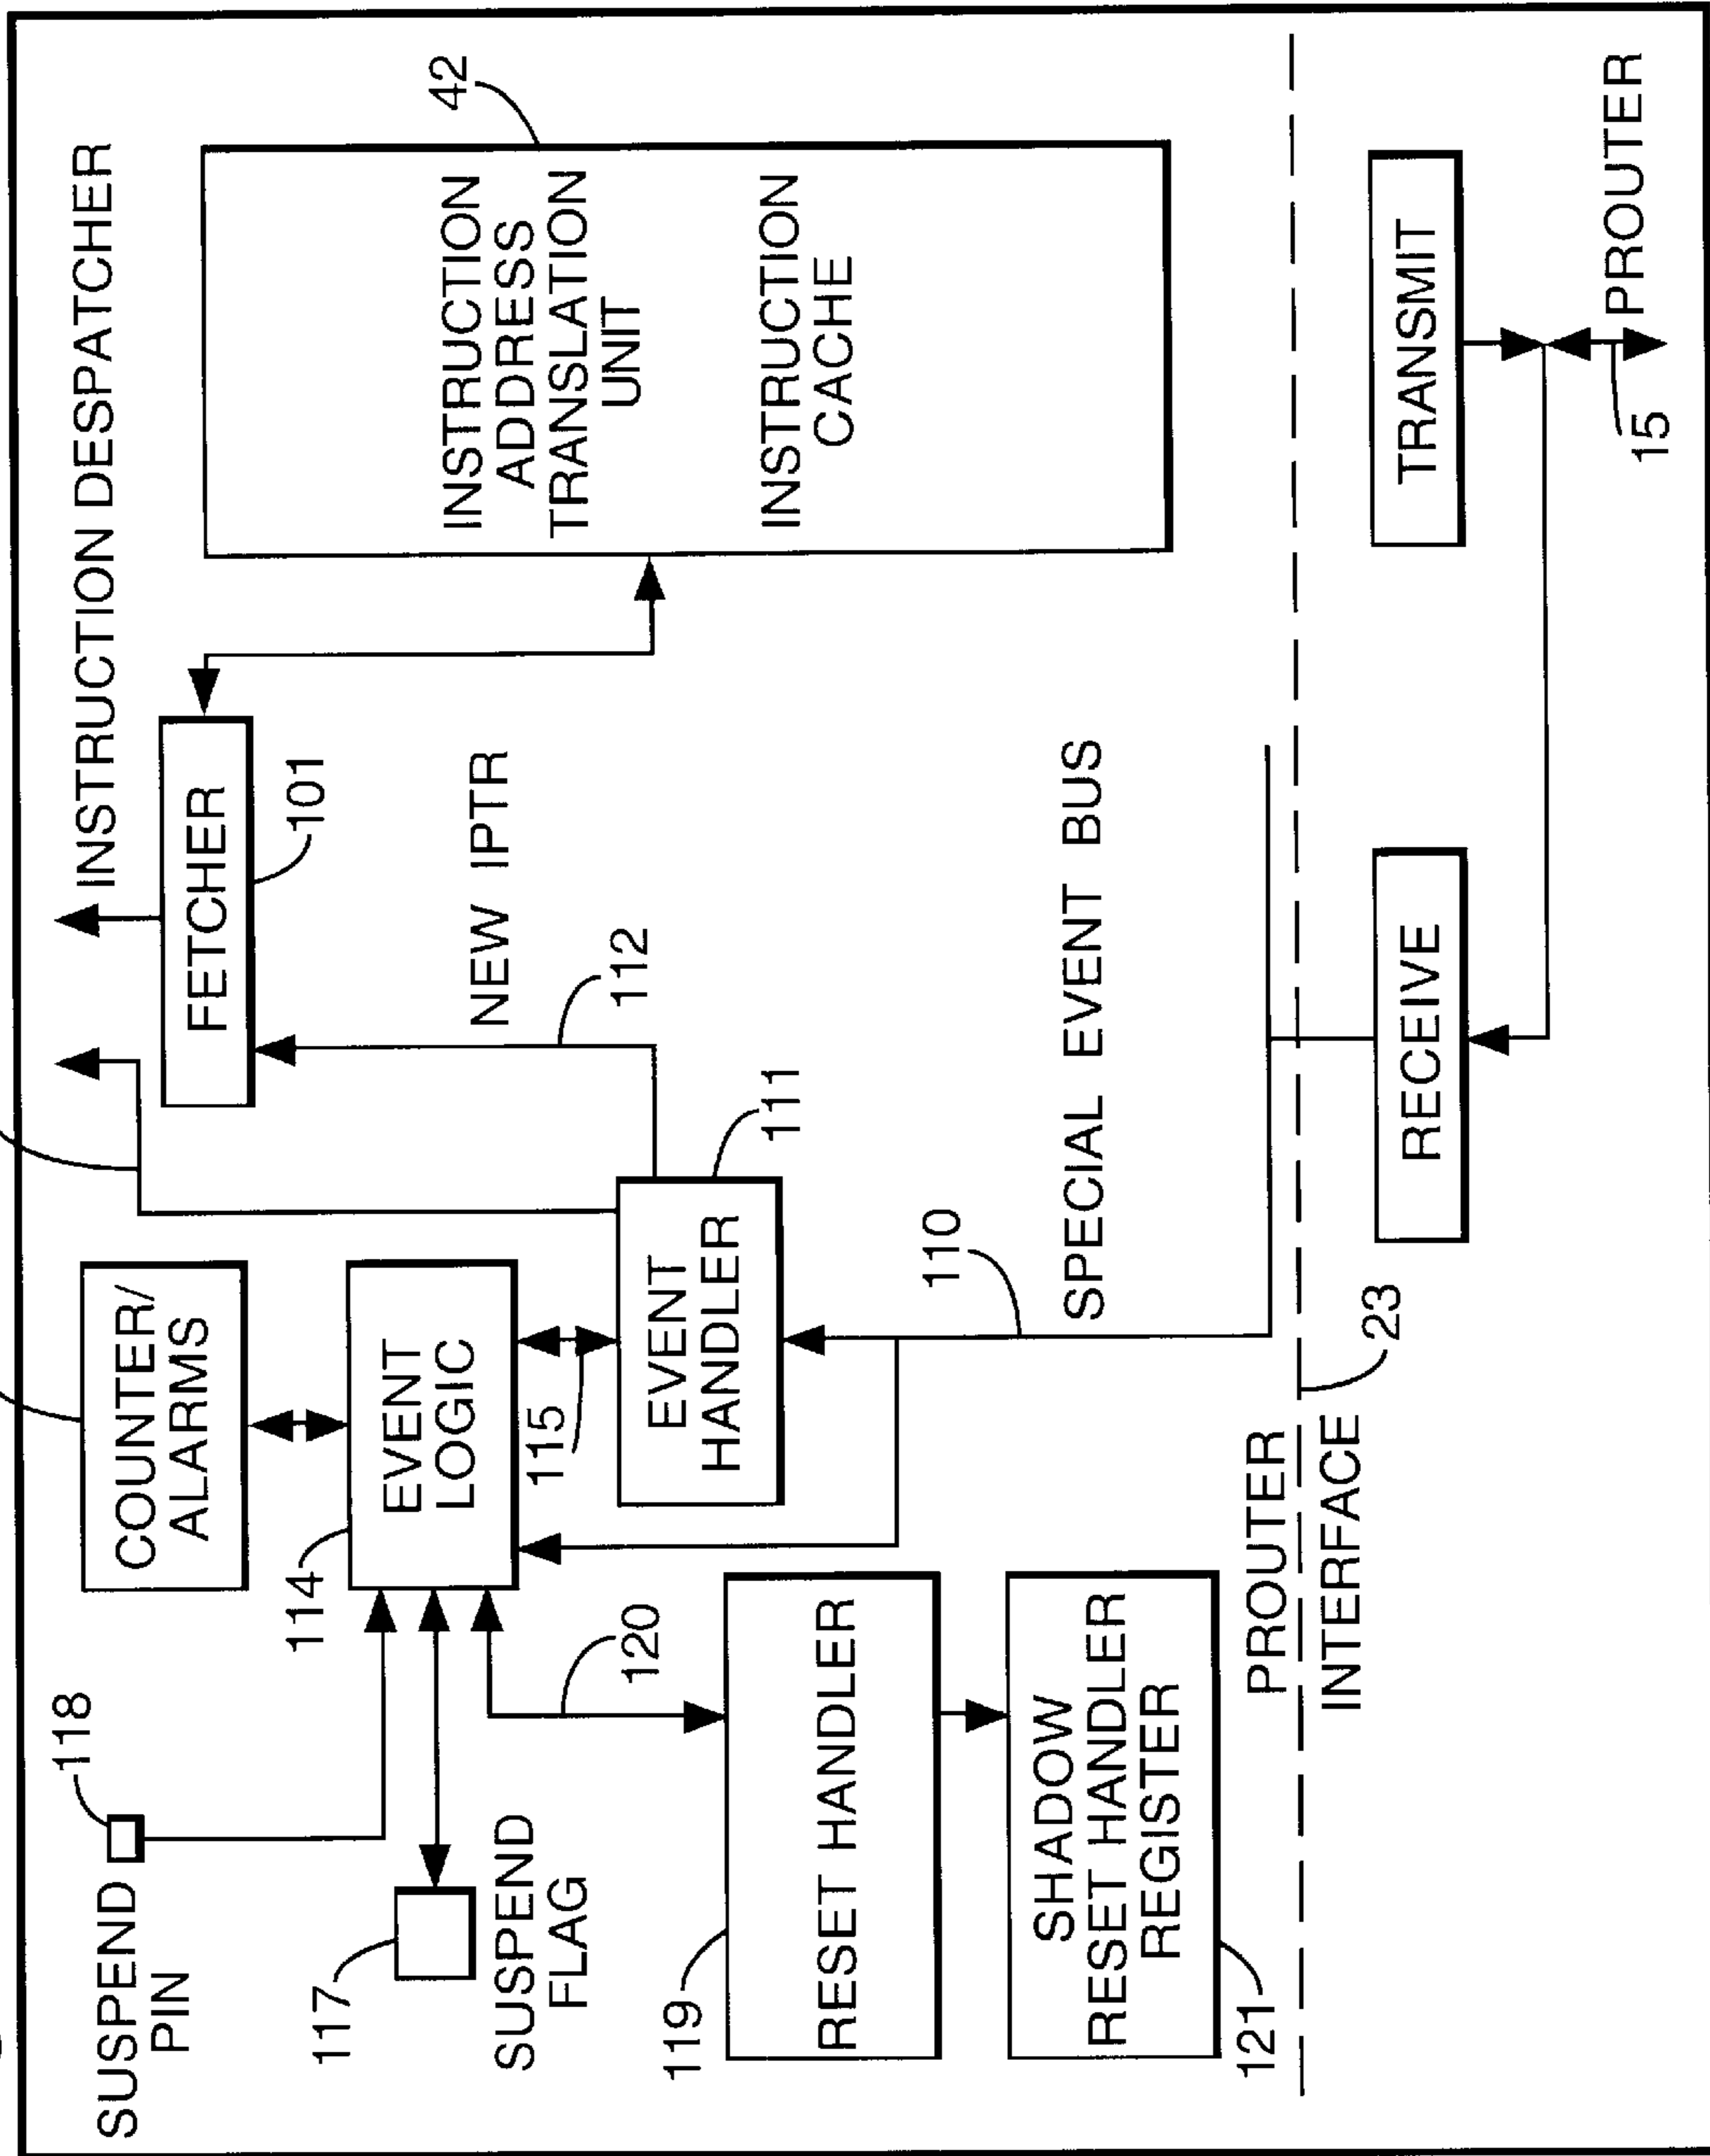 SUSPEND
PIN
118
COUNTER/
ALARMS
INSTRUCTION DESPATCHER
FETCHER
101
117
SUSPEND
FLAG
114
EVENT
LOGIC
115
NEW IPTR
112
42
INSTRUCTION
ADDRESS
TRANSLATION
UNIT
INSTRUCTION
CACHE
120
EVENT
HANDLER
111
119
RESET HANDLER
110
SPECIAL EVENT BUS
SHADOW
RESET HANDLER
REGISTER
121
PROUTER
INTERFACE
23
RECEIVE
TRANSMIT
15
PROUTER